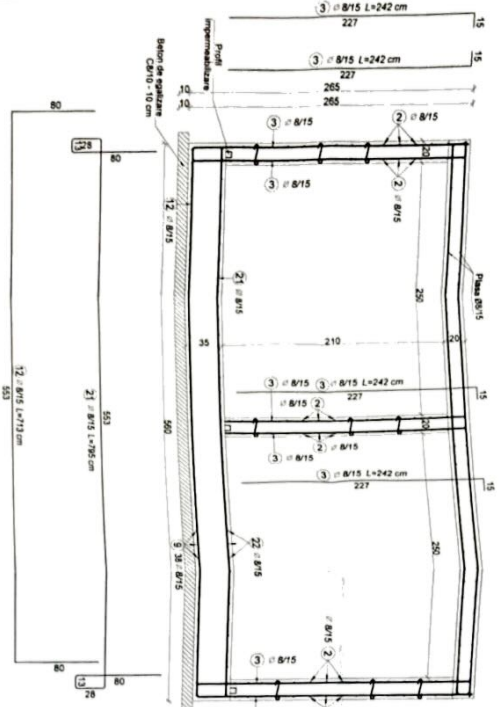 ③ Ø 8/15 L=242 cm
227
15
③ Ø 8/15 L=242 cm
227
15
265
10
265
10
Profil
impermeabilizare
Beton de egalizare
C8/10 - 10 cm
② Ø 8/15
③ Ø 8/15
20
③ Ø 8/15
② Ø 8/15
12 Ø 8/15
21 Ø 8/15
250
Plasa Ø8/15
35
210
20
③ Ø 8/15 L=242 cm
227
15
③ Ø 8/15
② Ø 8/15
20
② Ø 8/15
③ Ø 8/15
③ Ø 8/15 L=242 cm
227
15
560
250
22 Ø 8/15
9 38 Ø 8/15
② Ø 8/15
③ Ø 8/15
80
13
28
80
553
21 Ø 8/15 L=795 cm
80
13
28
553
12 Ø 8/15 L=713 cm
80